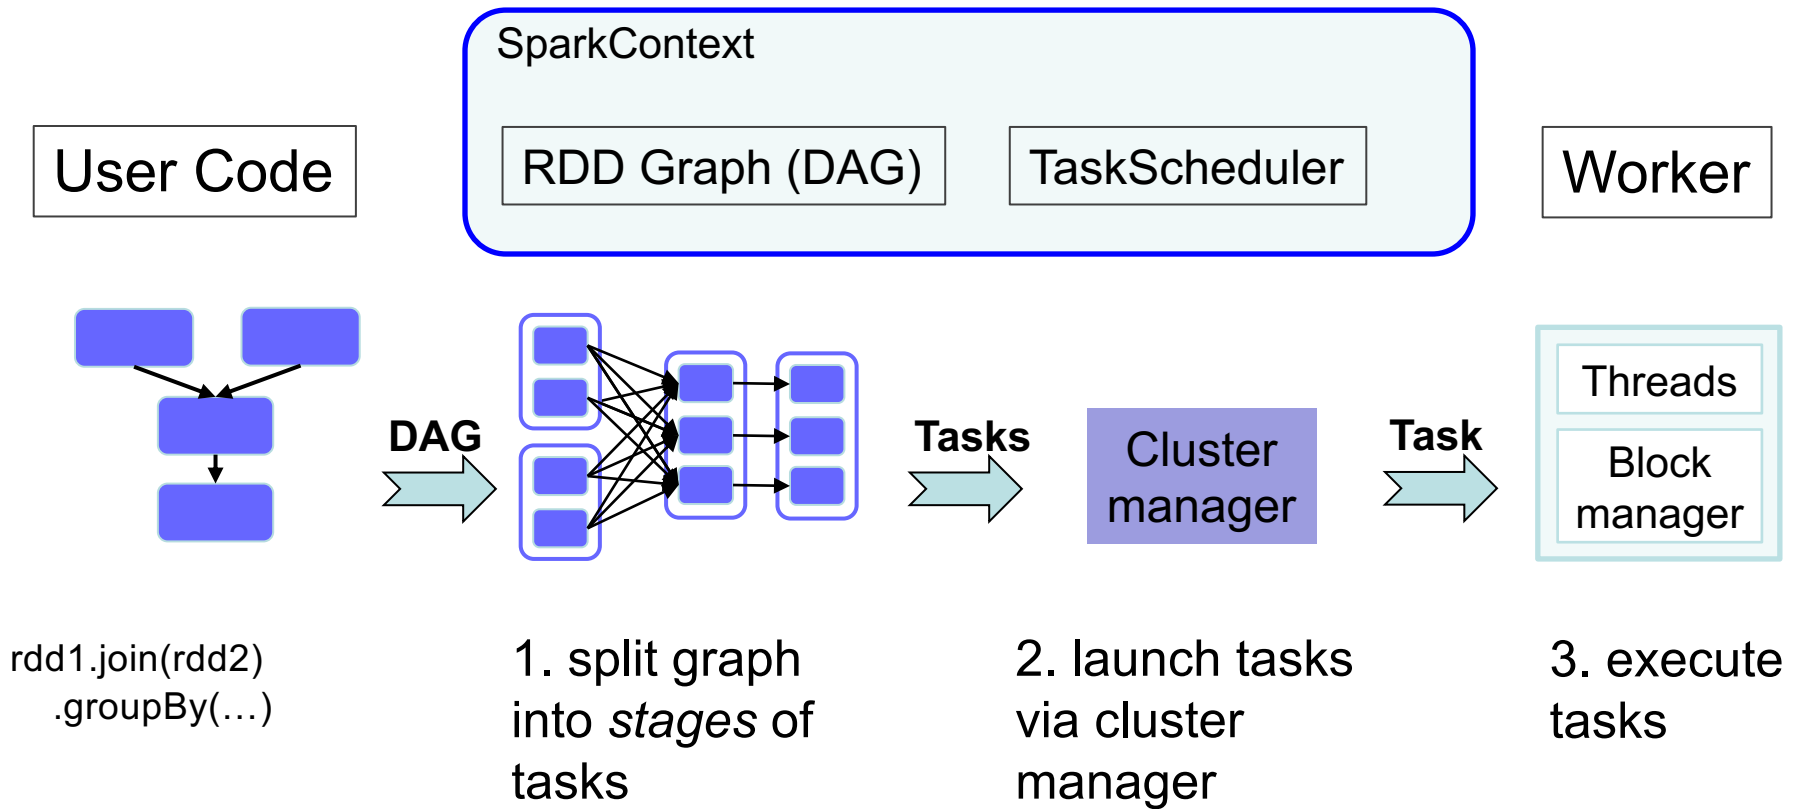 SparkContext
User Code
RDD Graph (DAG)
TaskScheduler
Worker
DAG
Tasks
Cluster
manager
Task
Threads
Block
manager
rdd1.join(rdd2)
.groupBy(…)
1. split graph
into stages of
tasks
2. launch tasks
via cluster
manager
3. execute
tasks